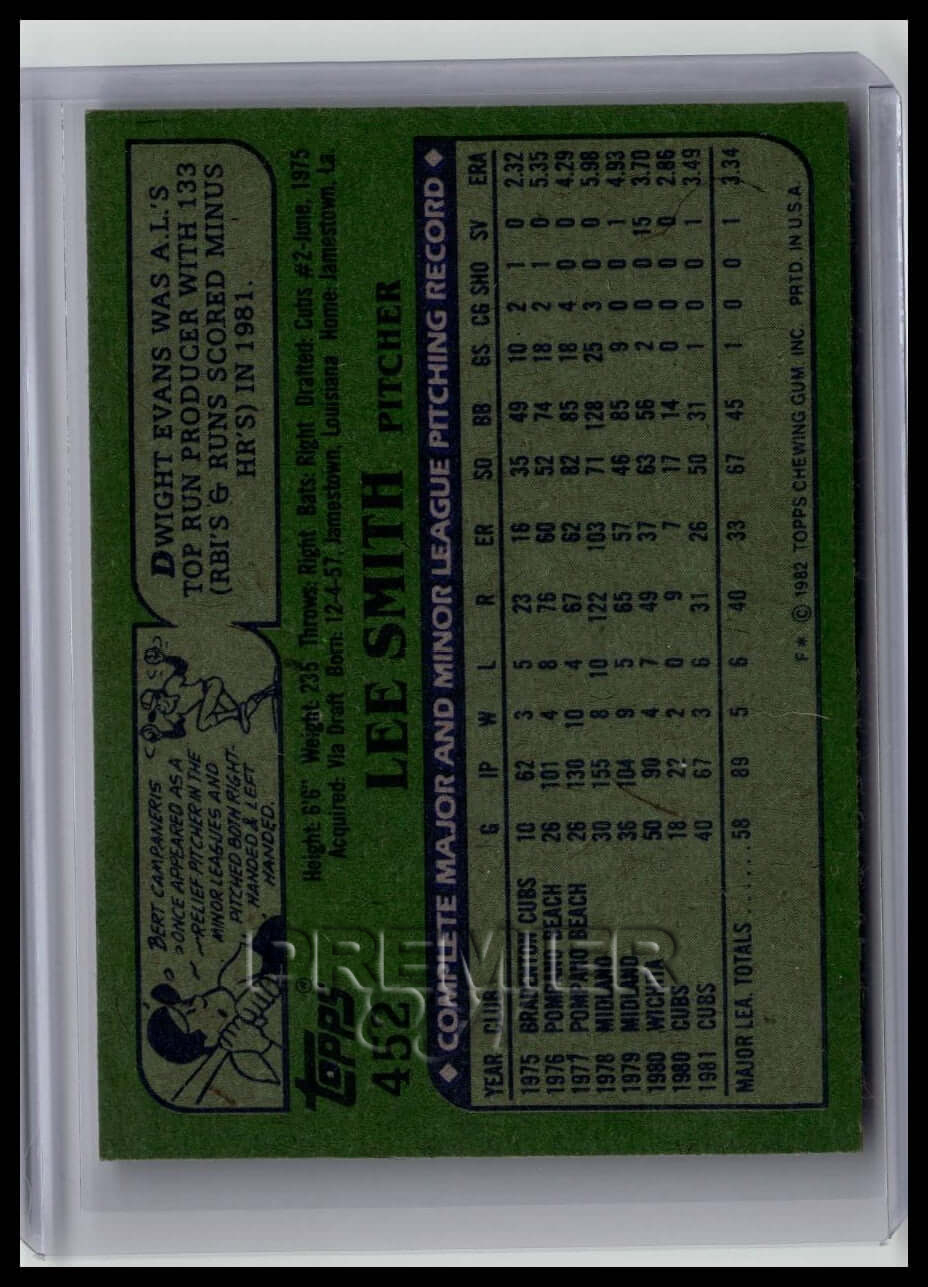 BERT CAMPANERIS
ONCE APPEARED AS A
RELIEF PITCHER IN THE
MINOR LEAGUES AND
PITCHED BOTH RIGHT-
HANDED & LEFT
HANDED.
DWIGHT EVANS WAS A.L.'S
TOP RUN PRODUCER WITH 133
(RBI'S & RUNS SCORED MINUS
HR'S) IN 1981.
TOPPS®
452
Height: 6'6" Weight: 235 Throws: Right Bats: Right Drafted: Cubs #2-June, 1975
Acquired: Via Draft Born: 12-4-57, Jamestown, Louisiana Home: Jamestown, La
LEE SMITH PITCHER
COMPLETE MAJOR AND MINOR LEAGUE PITCHING RECORD
YEAR CLUB G IP W L R ER SO BB GS CG SHO SV ERA
1975 BRADENTON CUBS 10 62 3 5 23 16 35 49 10 2 1 0 2.32
1976 POMPANO BEACH 26 101 4 8 76 60 52 74 18 2 1 0 5.35
1977 POMPANO BEACH 26 130 10 4 67 62 82 85 18 4 0 0 4.29
1978 MIDLAND 30 155 8 10 122 103 71 128 25 3 0 0 5.98
1979 MIDLAND 36 104 9 5 65 57 46 85 9 0 0 1 4.93
1980 WICHITA 50 90 4 7 49 37 63 56 2 0 0 15 3.70
1980 CUBS 18 22 2 0 9 7 17 14 0 0 0 0 2.86
1981 CUBS 40 67 3 6 31 26 50 31 1 0 0 1 3.49
MAJOR LEA. TOTALS ....... 58 89 5 6 40 33 67 45 1 0 0 1 3.34
F* © 1982 TOPPS CHEWING GUM, INC. PRTD. IN U.S.A.
PREMIER